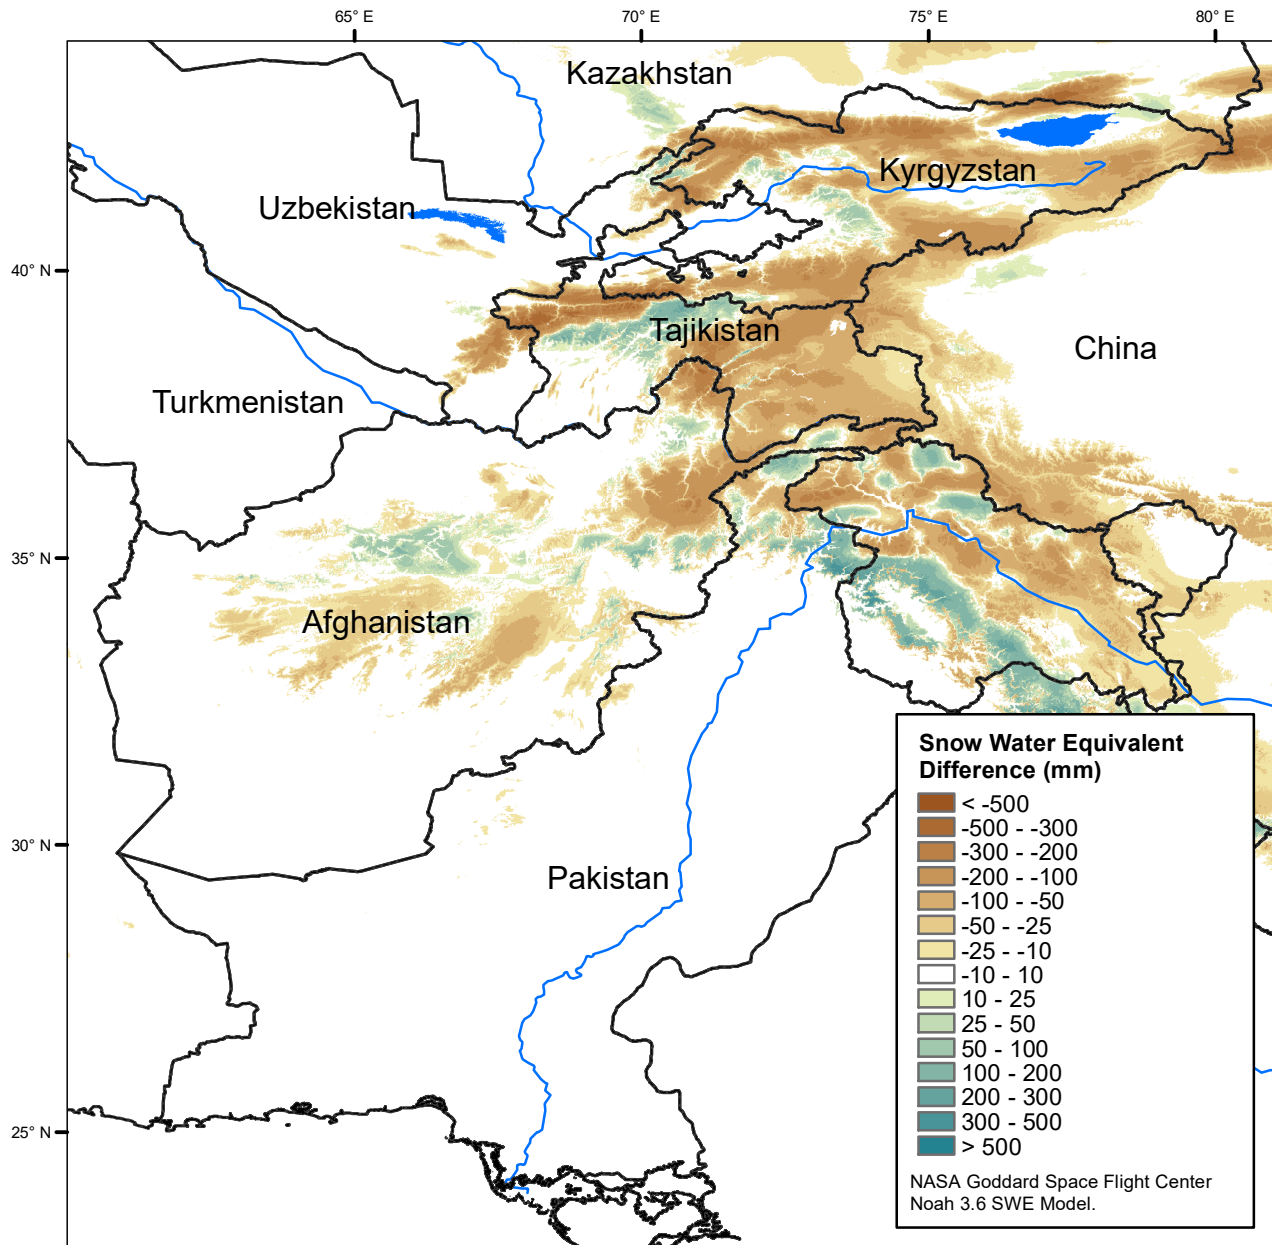 65° E
70° E
75° E
80° E
Kazakhstan
Kyrgyzstan
Uzbekistan
40° N
Tajikistan
China
Turkmenistan
35° N
Afghanistan
30° N
Pakistan
25° N
Snow Water Equivalent
Difference (mm)
< -500
-500 - -300
-300 - -200
-200 - -100
-100 - -50
-50 - -25
-25 - -10
-10 - 10
10 - 25
25 - 50
50 - 100
100 - 200
200 - 300
300 - 500
> 500
NASA Goddard Space Flight Center
Noah 3.6 SWE Model.